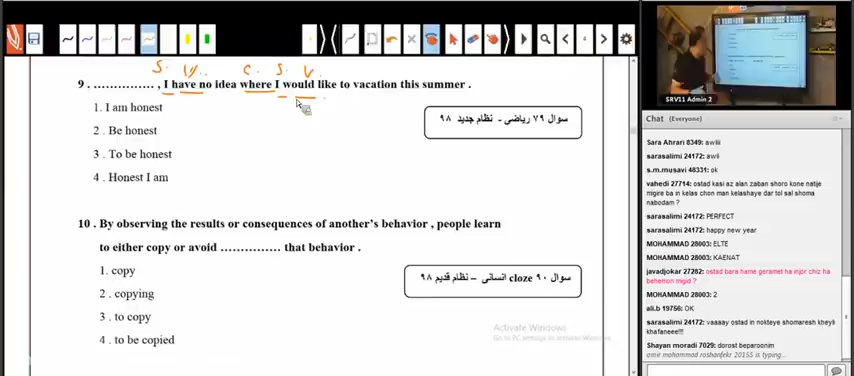 S. V. C. S. V.
9 . ................ , I have no idea where I would like to vacation this summer .
1. I am honest
2 . Be honest
3 . To be honest
4 . Honest I am
سوال ۷۹ ریاضی - نظام جدید ۹۸
10 . By observing the results or consequences of another's behavior , people learn
to either copy or avoid ................ that behavior .
1. copy
2 . copying
3 . to copy
4 . to be copied
سوال ۹۰ cloze انسانی – نظام قدیم ۹۸
Activate Windows
SRV11 Admin 2
Chat (Everyone)
Sara Ahrari 8349: awlii
sarasalimi 24172: awli
s.m.musavi 48331: ok
vahedi 27714: ostad kasi az alan zaban shoro kone natije
migire ba in kelas chon man kelashaye dar tol sal shoma
nabodam ?
sarasalimi 24172: PERFECT
sarasalimi 24172: happy new year
MOHAMMAD 28003: ELTE
MOHAMMAD 28003: KAENAT
javadjokar 27282: ostad bara hame geramet ha injor chiz ha
behemun migid ?
MOHAMMAD 28003: 2
ali.b 19756: OK
sarasalimi 24172: vaaaay ostad in nokteye shomaresh kheyli
khafaneee!!!
Shayan moradi 7029: dorost beparoonim
amir mohammad roshanfekr 20155 is typing...